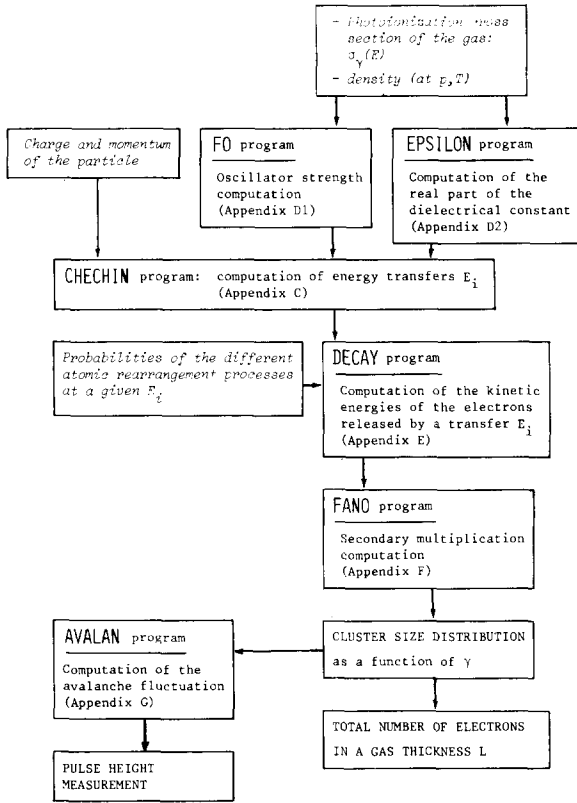 - Photoionization cross
section of the gas:
σγ(E)
- density (at p,T)
Charge and momentum
of the particle
FO program
Oscillator strength
computation
(Appendix D1)
EPSILON program
Computation of the
real part of the
dielectrical constant
(Appendix D2)
CHECHIN program: computation of energy transfers Ei
(Appendix C)
Probabilities of the different
atomic rearrangement processes
at a given Ei
DECAY program
Computation of the kinetic
energies of the electrons
released by a transfer Ei
(Appendix E)
FANO program
Secondary multiplication
computation
(Appendix F)
AVALAN program
Computation of the
avalanche fluctuation
(Appendix G)
CLUSTER SIZE DISTRIBUTION
as a function of γ
PULSE HEIGHT
MEASUREMENT
TOTAL NUMBER OF ELECTRONS
IN A GAS THICKNESS L